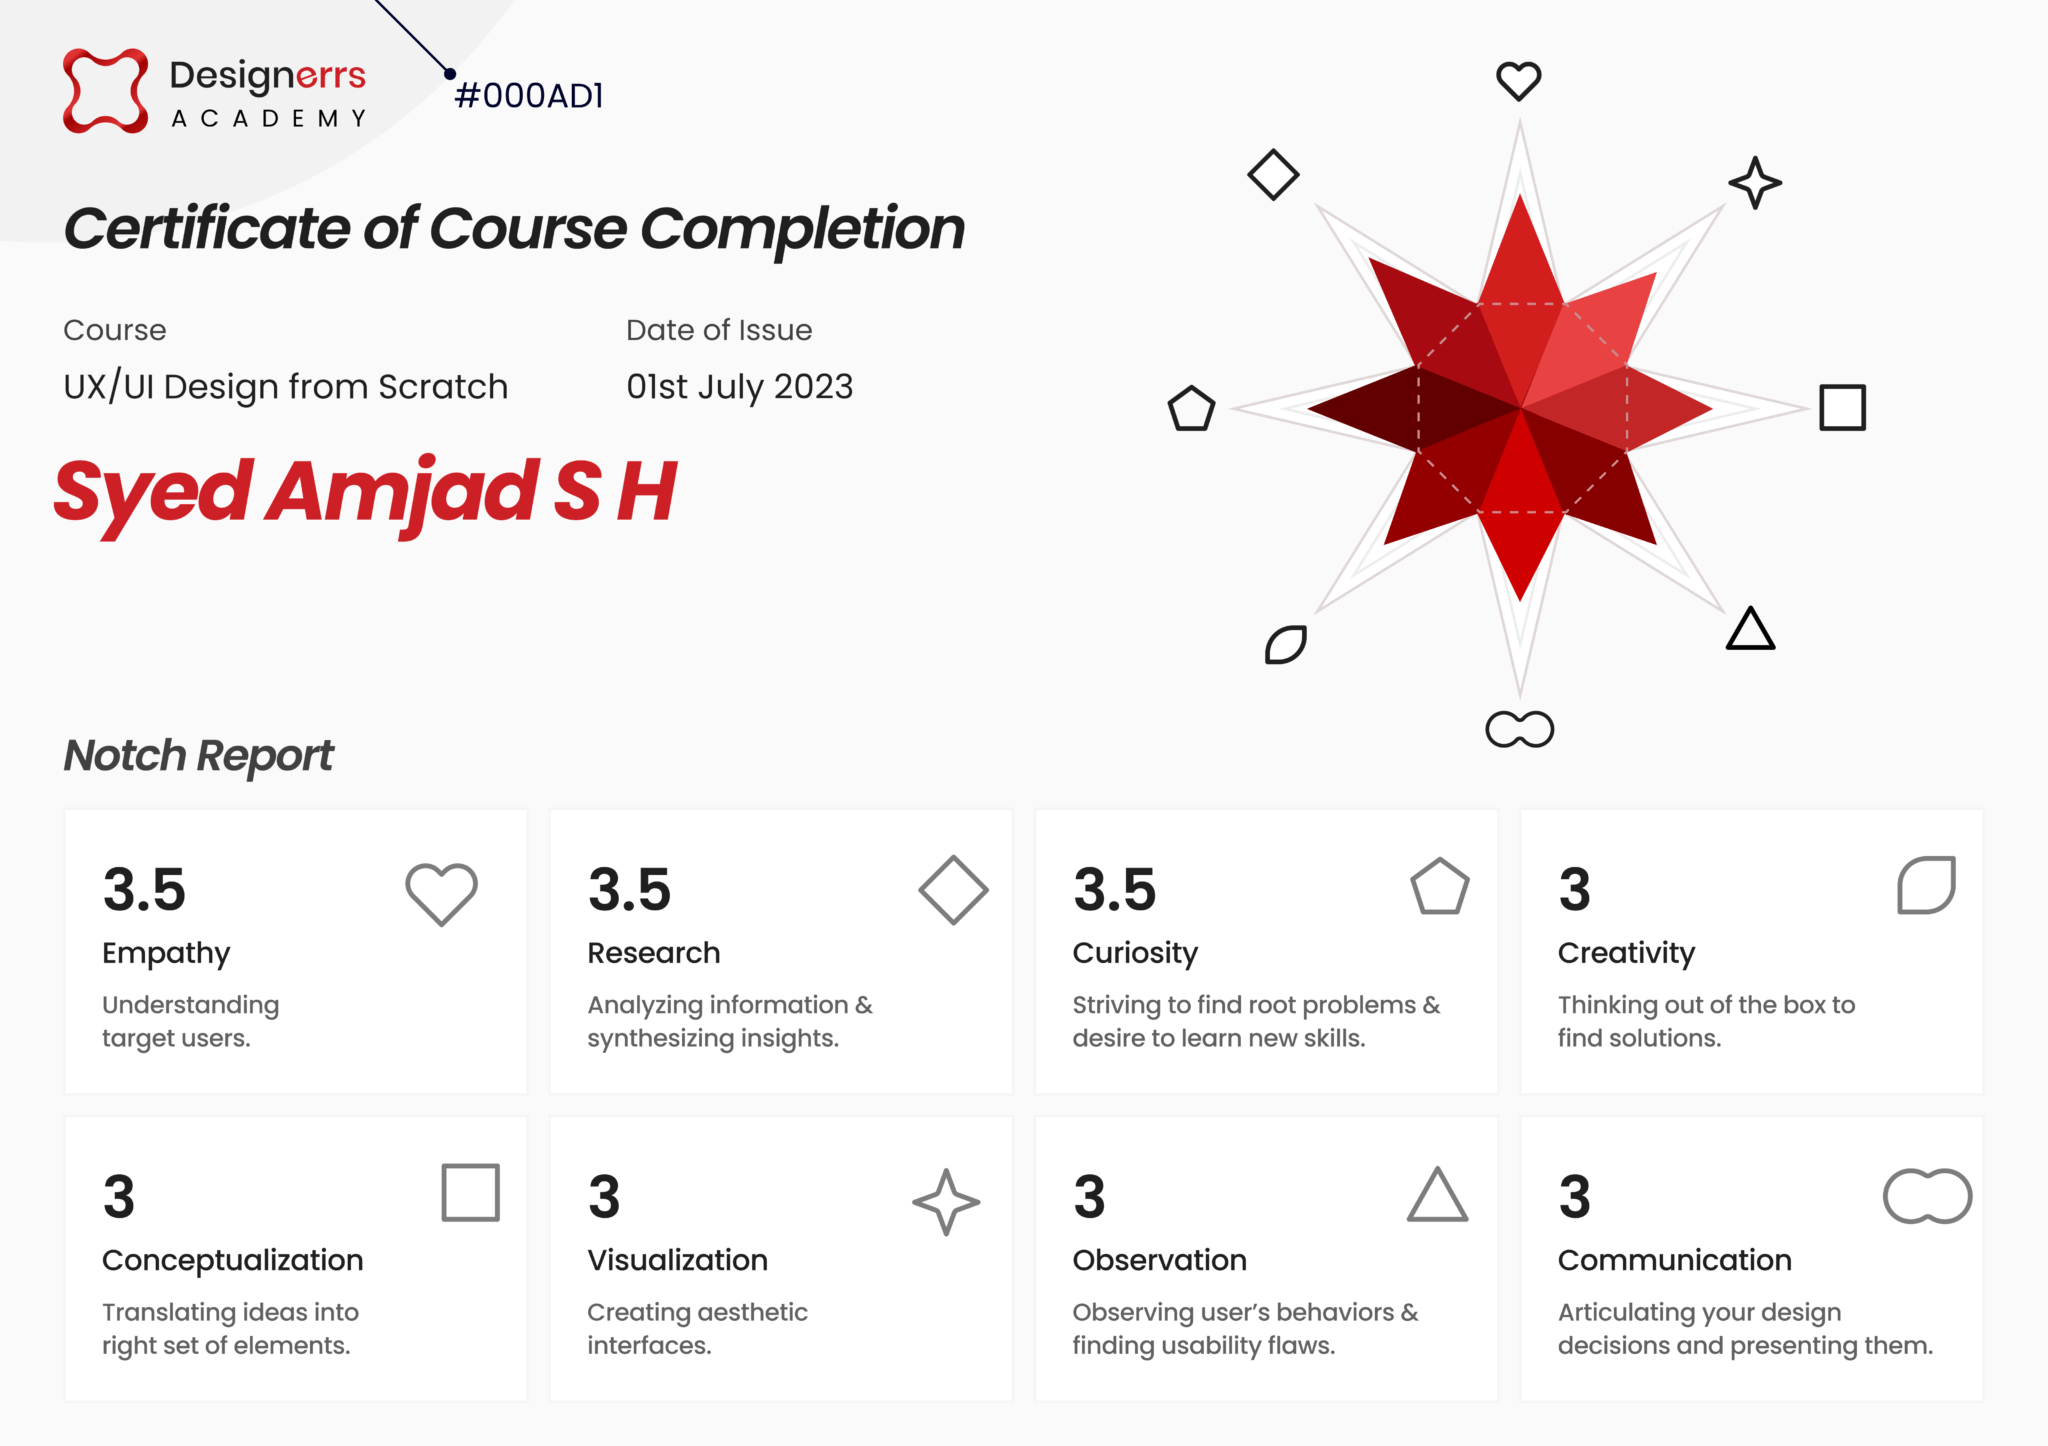 Designerrs
ACADEMY
#000AD1
Certificate of Course Completion
Course
UX/UI Design from Scratch
Date of Issue
01st July 2023
Syed Amjad S H
Notch Report
3.5
Empathy
Understanding
target users.
3.5
Research
Analyzing information &
synthesizing insights.
3.5
Curiosity
Striving to find root problems &
desire to learn new skills.
3
Creativity
Thinking out of the box to
find solutions.
3
Conceptualization
Translating ideas into
right set of elements.
3
Visualization
Creating aesthetic
interfaces.
3
Observation
Observing user’s behaviors &
finding usability flaws.
3
Communication
Articulating your design
decisions and presenting them.